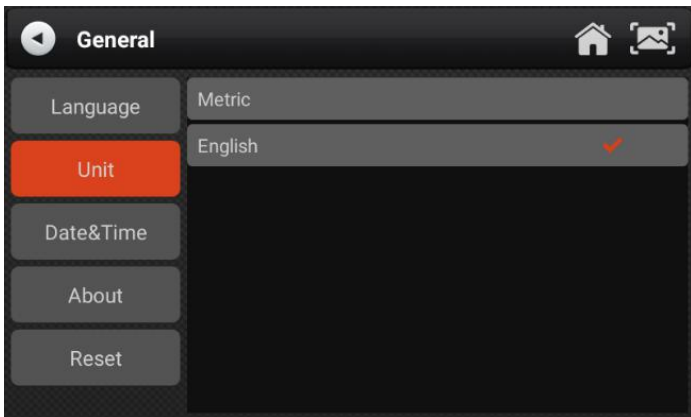 General
Language
Unit
Date&Time
About
Reset
Metric
English